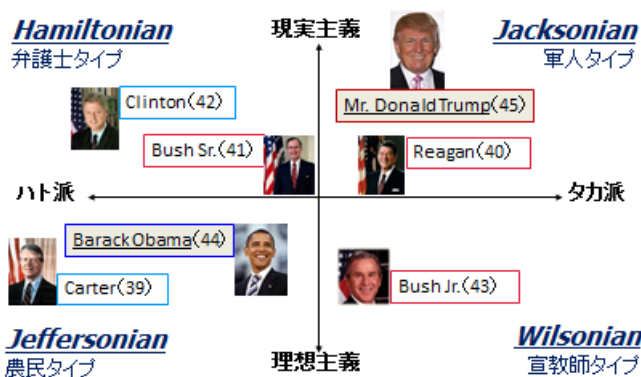 Hamiltonian
弁護士タイプ
現実主義
Jacksonian
軍人タイプ
Clinton(42)
Mr. Donald Trump(45)
Bush Sr.(41)
Reagan(40)
ハト派
タカ派
Barack Obama(44)
Carter(39)
Bush Jr.(43)
Jeffersonian
農民タイプ
理想主義
Wilsonian
宣教師タイプ